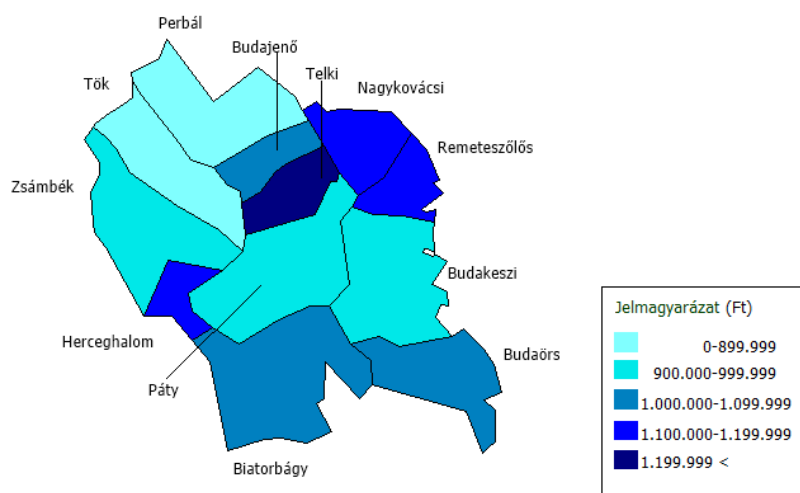 Perbál
Budajenő
Telki
Tök
Nagykovácsi
Remeteszőlős
Zsámbék
Budakeszi
Herceghalom
Budaörs
Páty
Biatorbágy
Jelmagyarázat (Ft)
0-899.999
900.000-999.999
1.000.000-1.099.999
1.100.000-1.199.999
1.199.999 <